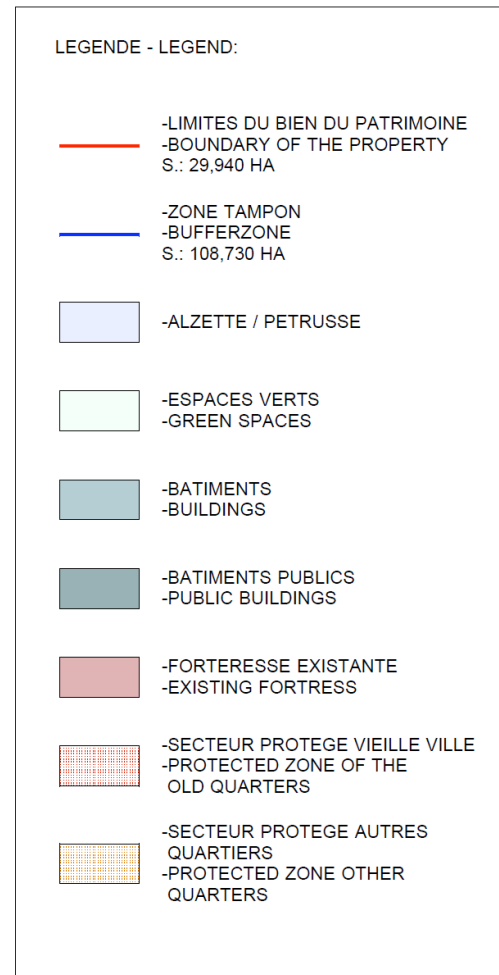 LEGENDE - LEGEND:
-LIMITES DU BIEN DU PATRIMOINE
-BOUNDARY OF THE PROPERTY
S.: 29,940 HA
-ZONE TAMPON
-BUFFERZONE
S.: 108,730 HA
-ALZETTE / PETRUSSE
-ESPACES VERTS
-GREEN SPACES
-BATIMENTS
-BUILDINGS
-BATIMENTS PUBLICS
-PUBLIC BUILDINGS
-FORTERESSE EXISTANTE
-EXISTING FORTRESS
-SECTEUR PROTEGE VIEILLE VILLE
-PROTECTED ZONE OF THE
OLD QUARTERS
-SECTEUR PROTEGE AUTRES
QUARTIERS
-PROTECTED ZONE OTHER
QUARTERS